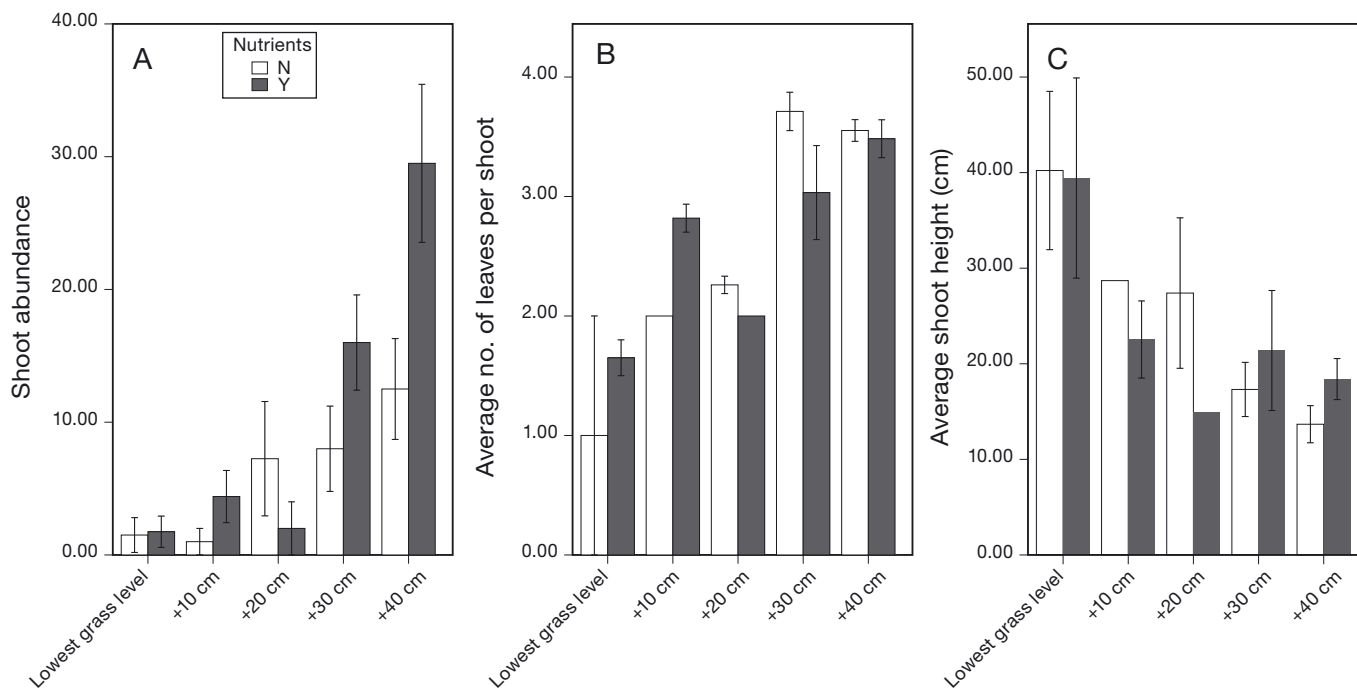 A
Nutrients
N
Y
Shoot abundance
40.00
30.00
20.00
10.00
0.00
Lowest grass level
+10 cm
+20 cm
+30 cm
+40 cm
B
Average no. of leaves per shoot
4.00
3.00
2.00
1.00
0.00
Lowest grass level
+10 cm
+20 cm
+30 cm
+40 cm
C
Average shoot height (cm)
50.00
40.00
30.00
20.00
10.00
0.00
Lowest grass level
+10 cm
+20 cm
+30 cm
+40 cm